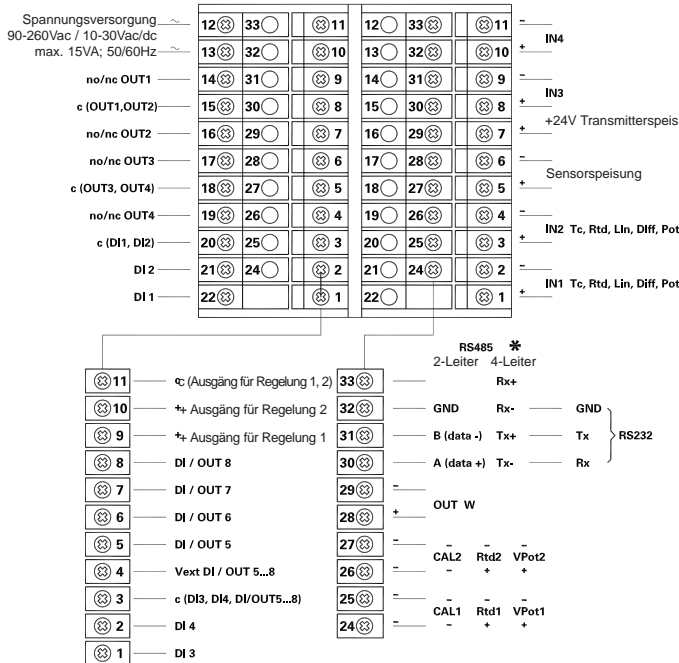 Spannungsversorgung ~ 12 33 11 33 11 -
90-260Vac / 10-30Vac/dc 12 IN4
max. 15VA; 50/60Hz ~ 13 32 10 13 32 10 +
no/nc OUT1 14 31 9 14 31 9 -
c (OUT1,OUT2) 15 30 8 15 30 8 + IN3
no/nc OUT2 16 29 7 16 29 7 + +24V Transmitterspeis
no/nc OUT3 17 28 6 17 28 6 -
c (OUT3, OUT4) 18 27 5 18 27 5 + Sensorspeisung
no/nc OUT4 19 26 4 19 26 4 -
c (DI1, DI2) 20 25 3 20 25 3 + IN2 Tc, Rtd, Lin, Diff, Pot
DI 2 21 24 2 21 24 2 -
DI 1 22 1 22 1 + IN1 Tc, Rtd, Lin, Diff, Pot
RS485 *
2-Leiter 4-Leiter
11 c (Ausgäng für Regelung 1, 2) 33 Rx+
10 ++ Ausgäng für Regelung 2 32 GND Rx- GND
9 ++ Ausgäng für Regelung 1 31 B (data -) Tx+ Tx RS232
8 DI / OUT 8 30 A (data +) Tx- Rx
7 DI / OUT 7 29 -
OUT W
6 DI / OUT 6 28 +
5 DI / OUT 5 27 - - - -
CAL2 Rtd2 VPot2
4 Vext DI / OUT 5...8 26 - - + +
3 c (DI3, DI4, DI/OUT5...8) 25 - - - -
CAL1 Rtd1 VPot1
2 DI 4 24 - - + +
1 DI 3